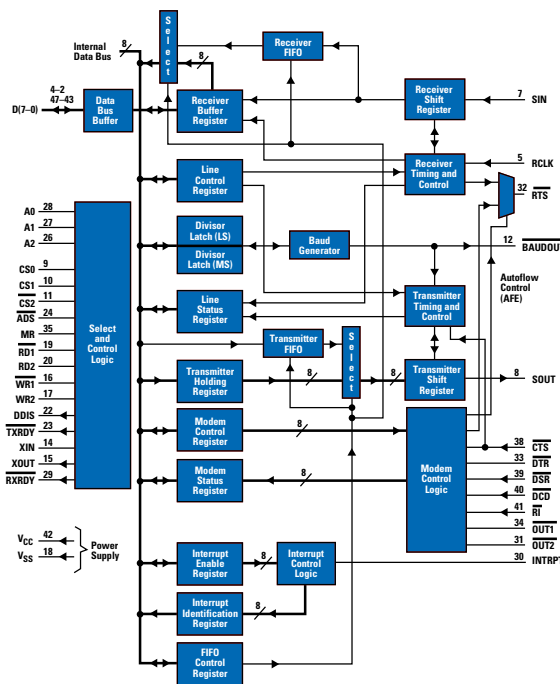 Internal
Data Bus
8
S
e
l
e
c
t
8
Receiver
FIFO
4–2
47–43
D(7–0)
Data
Bus
Buffer
Receiver
Buffer
Register
Receiver
Shift
Register
7
SIN
Line
Control
Register
Receiver
Timing and
Control
5
RCLK
32
RTS
A0
28
A1
27
A2
26
CS0
9
CS1
10
CS2
11
ADS
24
MR
35
RD1
19
RD2
20
WR1
16
WR2
17
DDIS
22
TXRDY
23
XIN
14
XOUT
15
RXRDY
29
Select
and
Control
Logic
Divisor
Latch (LS)
Divisor
Latch (MS)
Baud
Generator
12
BAUDOUT
Autoflow
Control
(AFE)
Line
Status
Register
Transmitter
Timing and
Control
Transmitter
FIFO
S
e
l
e
c
t
Transmitter
Holding
Register
8
8
Transmitter
Shift
Register
8
SOUT
Modem
Control
Register
8
Modem
Status
Register
8
Modem
Control
Logic
38
CTS
33
DTR
39
DSR
40
DCD
41
RI
34
OUT1
31
OUT2
30
INTRPT
VCC
42
VSS
18
Power
Supply
Interrupt
Enable
Register
8
Interrupt
Control
Logic
Interrupt
Identification
Register
8
FIFO
Control
Register